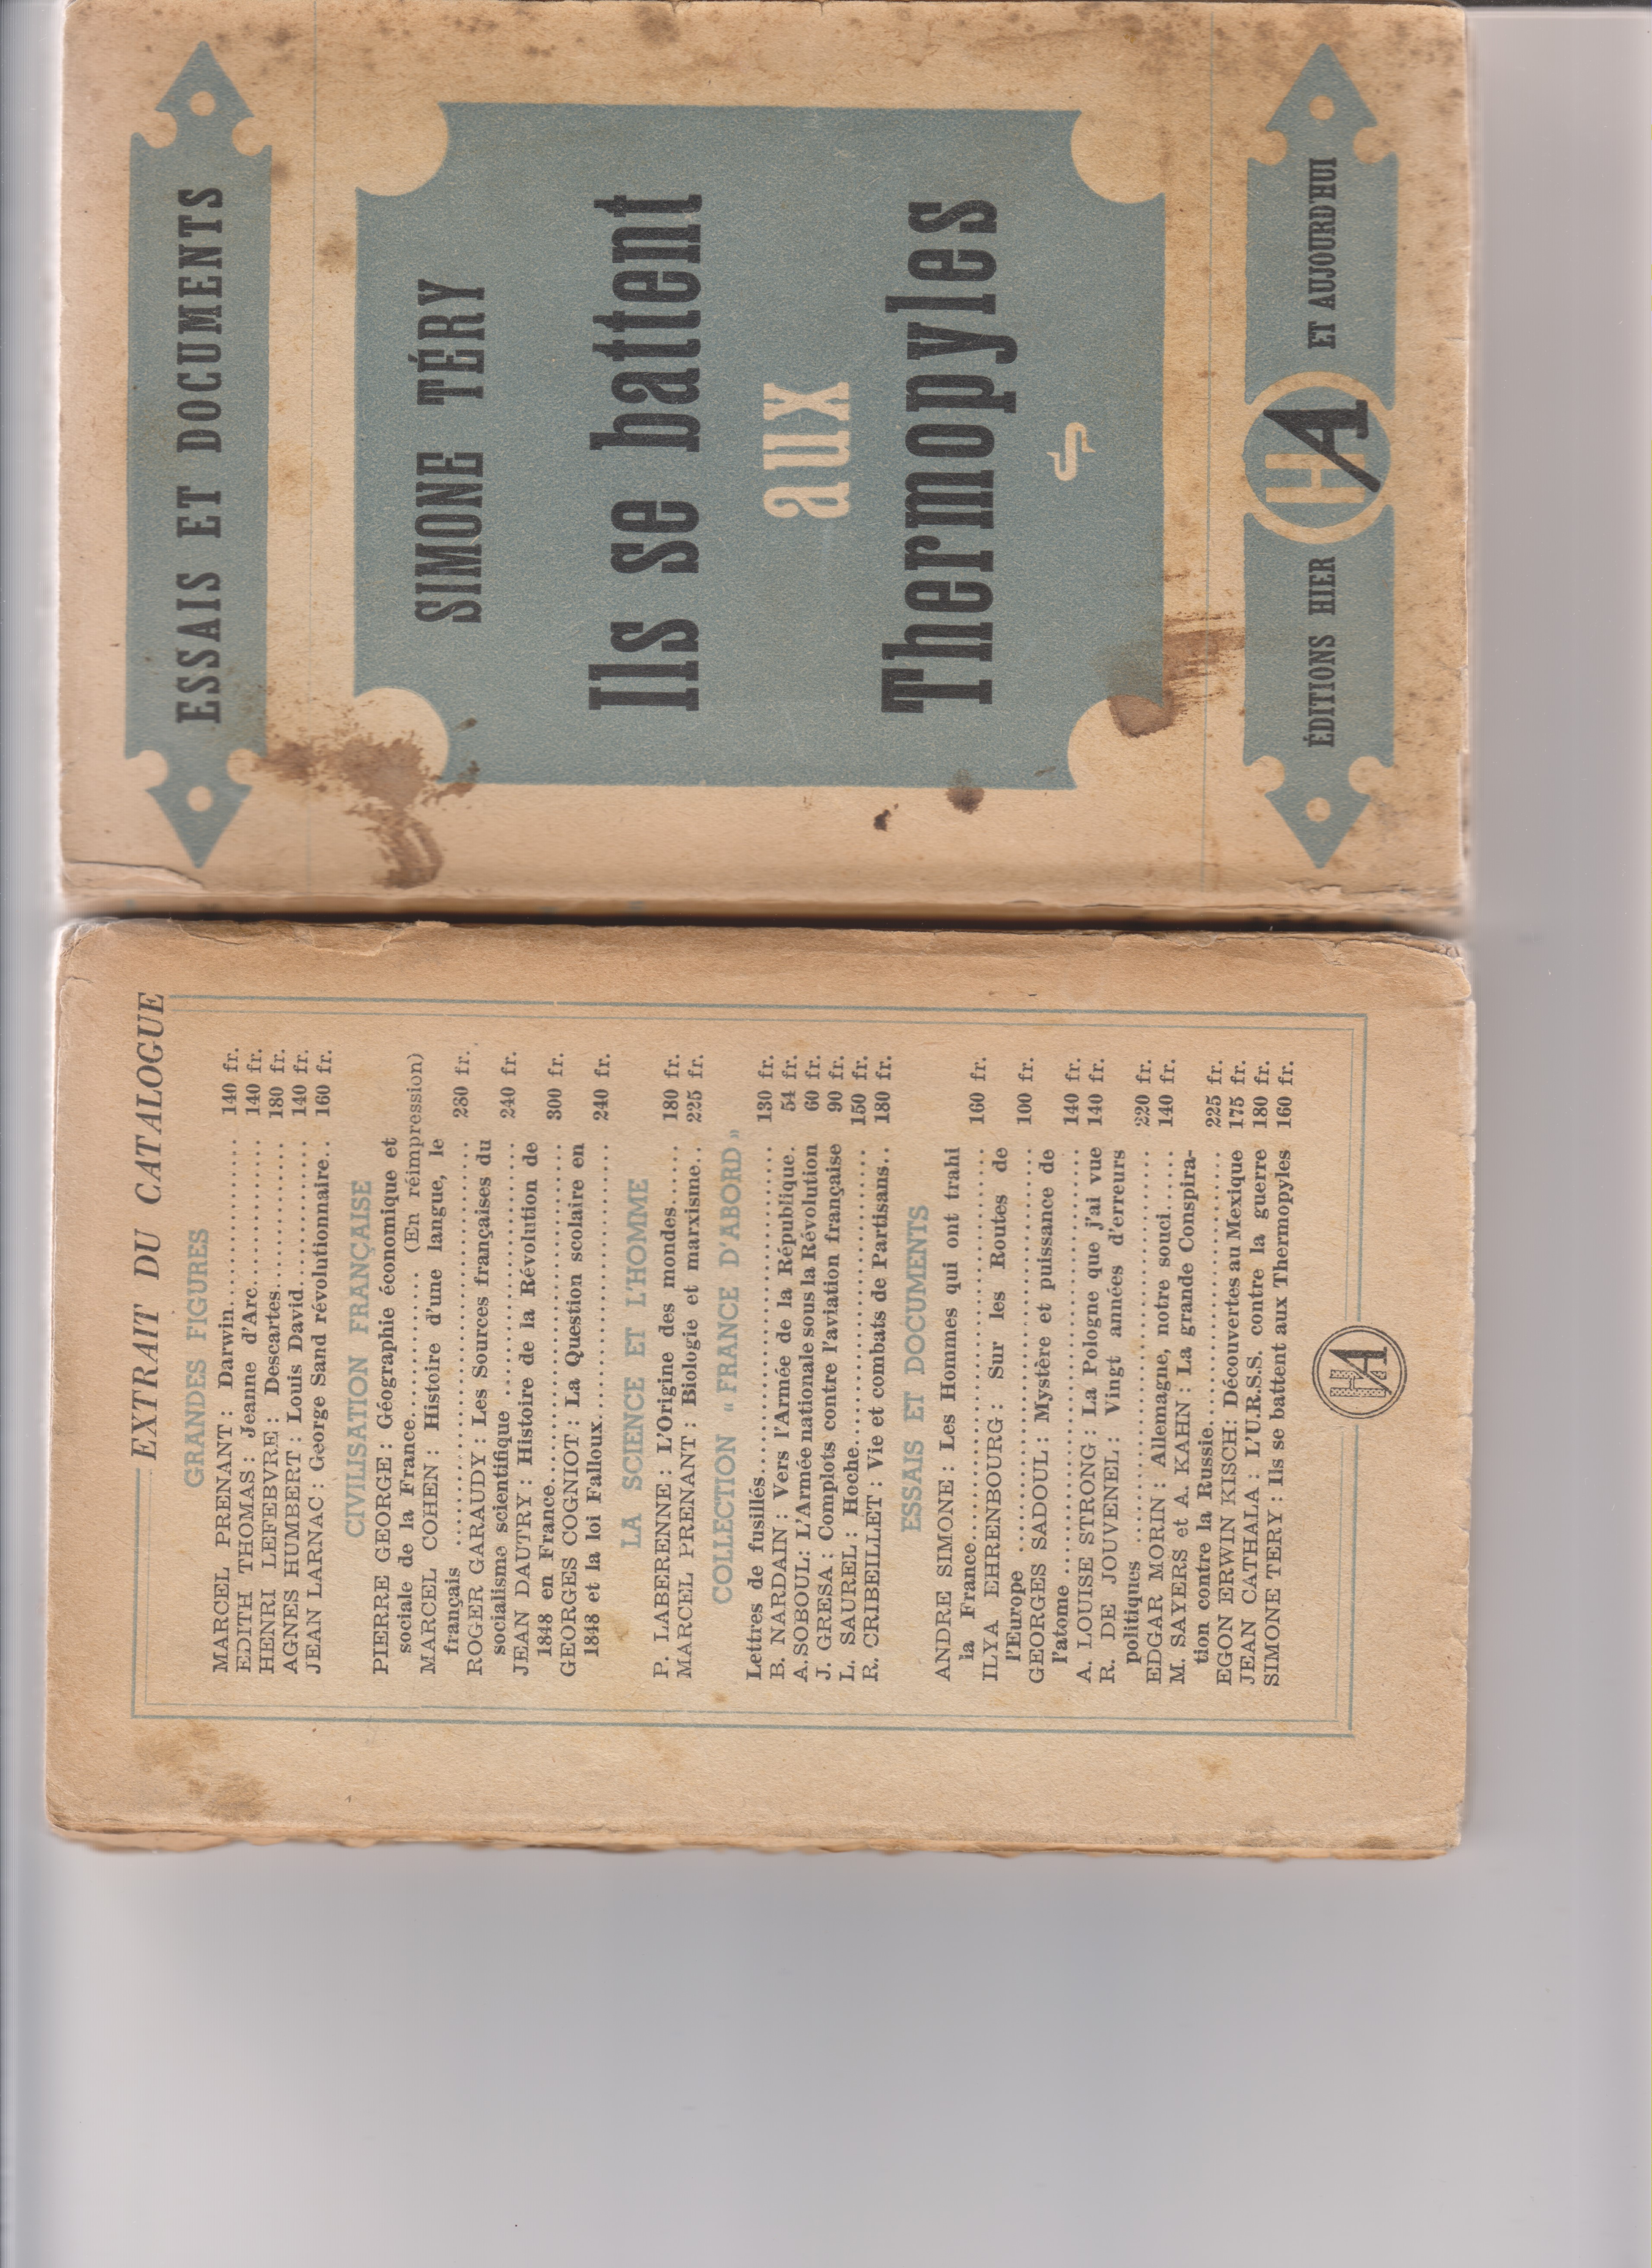 ESSAIS ET DOCUMENTS
SIMONE TÉRY
Ils se battent
aux
Thermopyles
ÉDITIONS HIER HA ET AUJOURD'HUI
EXTRAIT DU CATALOGUE
GRANDES FIGURES
MARCEL PRENANT : Darwin.................. 140 fr.
EDITH THOMAS : Jeanne d'Arc............... 140 fr.
HENRI LEFEBVRE : Descartes............... 180 fr.
AGNES HUMBERT : Louis David............... 140 fr.
JEAN LARNAC : George Sand révolutionnaire.. 160 fr.
CIVILISATION FRANÇAISE
PIERRE GEORGE : Géographie économique et
sociale de la France............... (En réimpression)
MARCEL COHEN : Histoire d'une langue, le
français .................................. 280 fr.
ROGER GARAUDY : Les Sources françaises du
socialisme scientifique .................... 240 fr.
JEAN DAUTRY : Histoire de la Révolution de
1848 en France............................ 300 fr.
GEORGES COGNIOT : La Question scolaire en
1848 et la loi Falloux...................... 240 fr.
LA SCIENCE ET L'HOMME
P. LABERENNE : L'Origine des mondes...... 180 fr.
MARCEL PRENANT : Biologie et marxisme.. 225 fr.
COLLECTION “ FRANCE D'ABORD ”
Lettres de fusillés........................... 130 fr.
B. NARDAIN : Vers l'Armée de la République. 54 fr.
A. SOBOUL : L'Armée nationale sous la Révolution 60 fr.
J. GRESA : Complots contre l'aviation française 90 fr.
L. SAUREL : Hoche.......................... 150 fr.
R. CRIBEILLET : Vie et combats de Partisans.. 180 fr.
ESSAIS ET DOCUMENTS
ANDRE SIMONE : Les Hommes qui ont trahi
la France.................................. 160 fr.
ILYA EHRENBOURG : Sur les Routes de
l'Europe .................................. 100 fr.
GEORGES SADOUL : Mystère et puissance de
l'atome .................................. 140 fr.
A. LOUISE STRONG : La Pologne que j'ai vue 140 fr.
R. DE JOUVENEL : Vingt années d'erreurs
politiques .................................. 220 fr.
EDGAR MORIN : Allemagne, notre souci...... 140 fr.
M. SAYERS et A. KAHN : La grande Conspira-
tion contre la Russie........................ 225 fr.
EGON ERWIN KISCH : Découvertes au Mexique 175 fr.
JEAN CATHALA : L'U.R.S.S. contre la guerre 180 fr.
SIMONE TERY : Ils se battent aux Thermopyles 160 fr.
HA